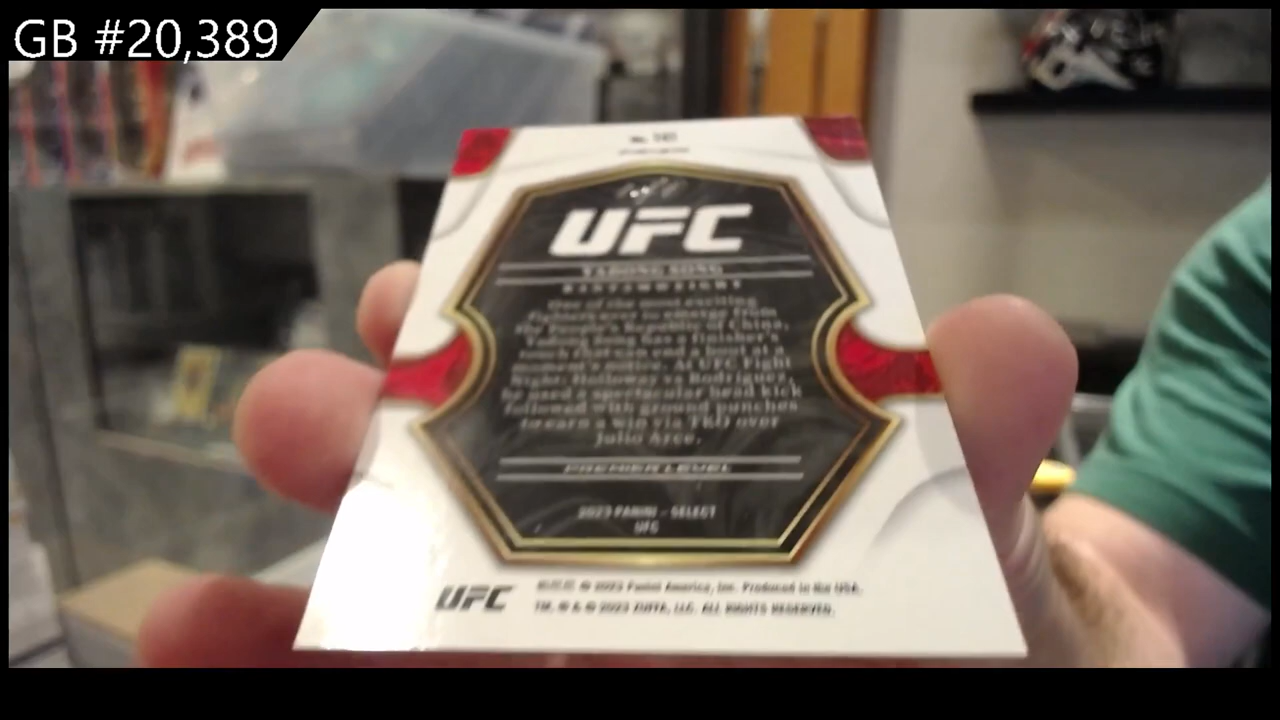 GB #20,389
No.
UFC
YADONG SONG
BANTAMWEIGHT
One of the most exciting
fighters ever to emerge from
the People's Republic of China,
Yadong Song has a finisher's
touch that can end a bout at a
moment's notice. At UFC Fight
Night: Holloway vs Rodriguez,
he used a spectacular head kick
followed with ground punches
to earn a win via TKO over
Julio Arce.
PREMIER LEVEL
2023 PANINI – SELECT
UFC
UFC
© 2023 Panini America, Inc. Produced in the USA.
TM, ® & © 2023 ZUFFA, LLC. ALL RIGHTS RESERVED.